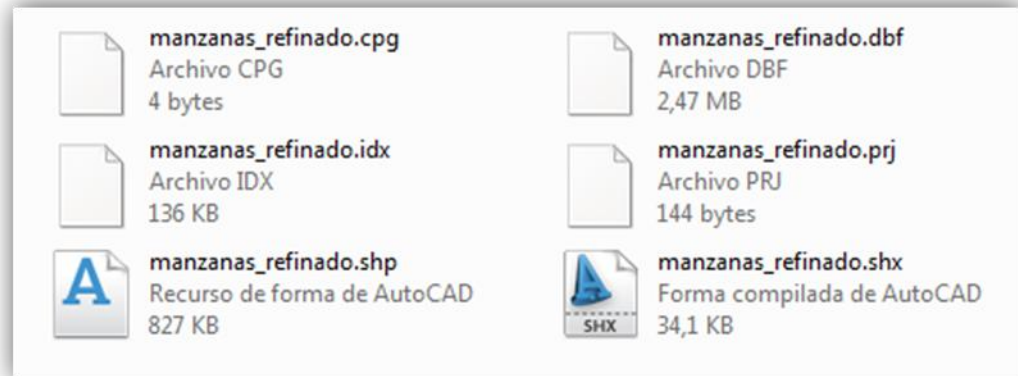 manzanas_refinado.cpg
Archivo CPG
4 bytes
manzanas_refinado.dbf
Archivo DBF
2,47 MB
manzanas_refinado.idx
Archivo IDX
136 KB
manzanas_refinado.prj
Archivo PRJ
144 bytes
A
manzanas_refinado.shp
Recurso de forma de AutoCAD
827 KB
SHX
manzanas_refinado.shx
Forma compilada de AutoCAD
34,1 KB